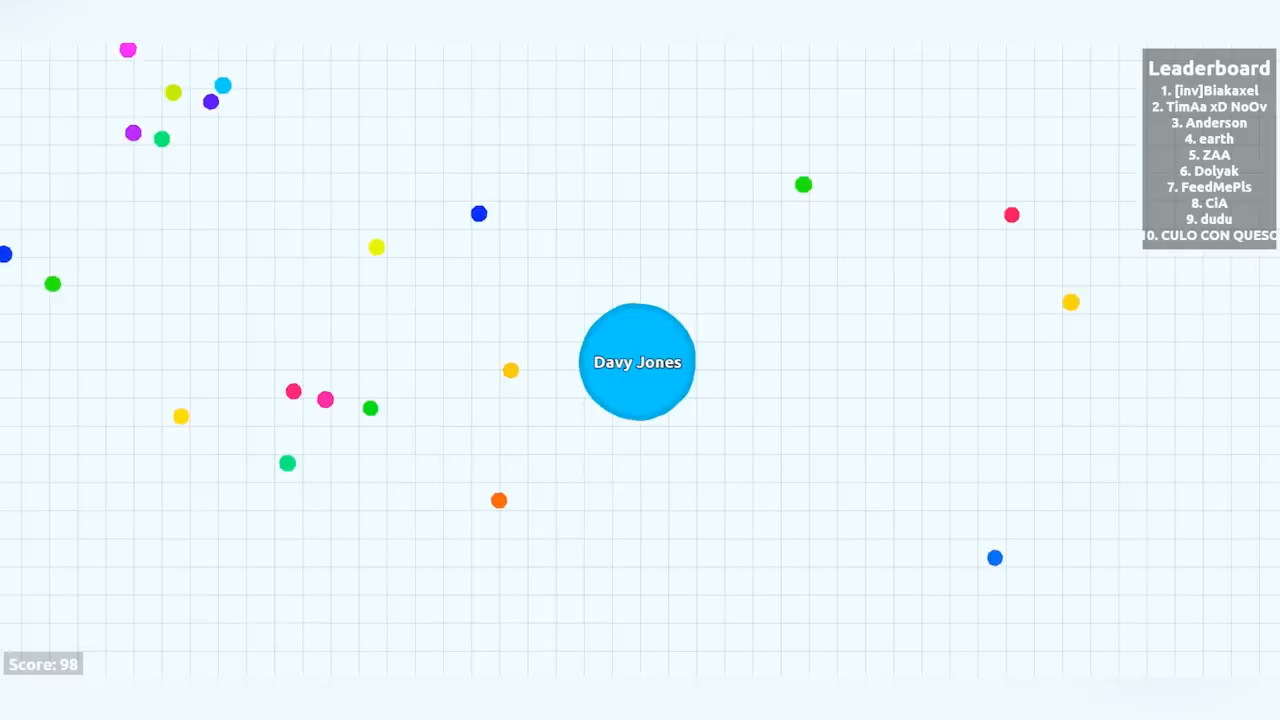 Leaderboard
1. [inv]Biakaxel
2. TimAa xD NoOv
3. Anderson
4. earth
5. ZAA
6. Dolyak
7. FeedMePls
8. CiA
9. dudu
10. CULO CON QUESO
Davy Jones
Score: 98